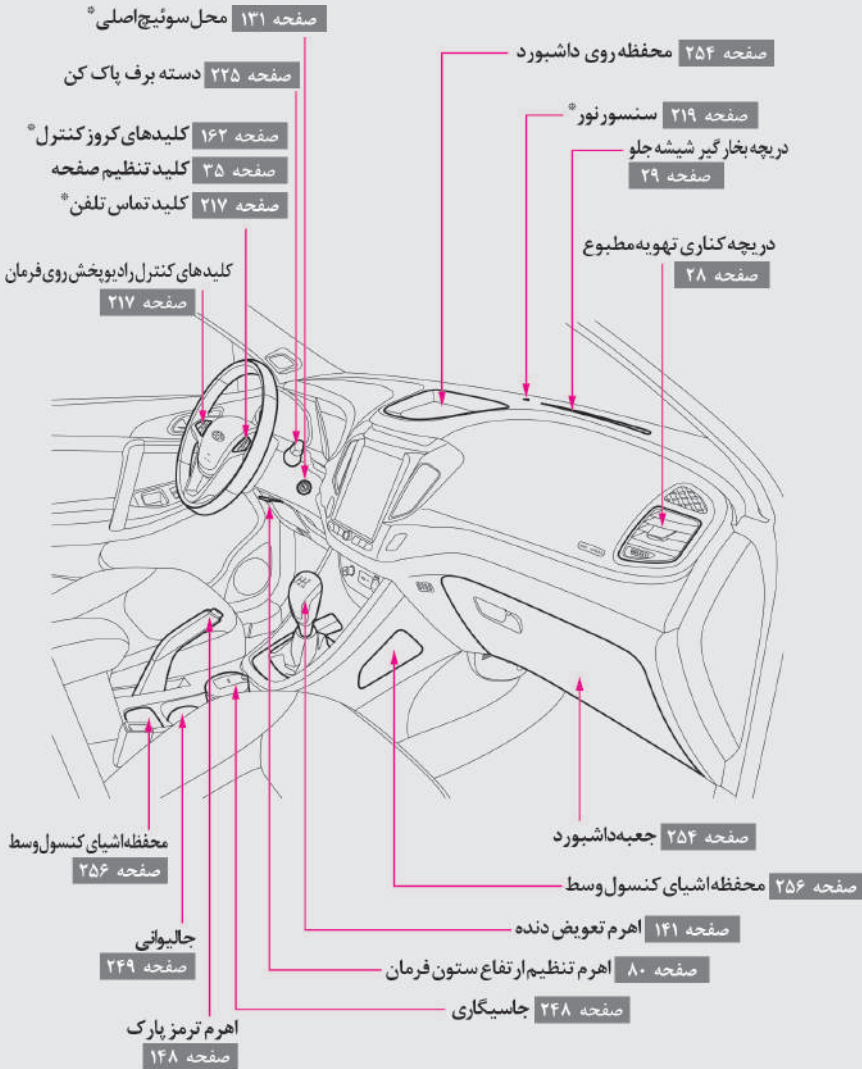 محل سوئیچ اصلی* صفحه ۱۳۱
دسته برف پاک کن صفحه ۲۲۵
کلیدهای کروز کنترل* صفحه ۱۶۲
کلید تنظیم صفحه صفحه ۳۵
کلید تماس تلفن* صفحه ۲۱۷
کلیدهای کنترل رادیو پخش روی فرمان
صفحه ۲۱۷
محفظه روی داشبورد صفحه ۲۵۴
سنسور نور* صفحه ۲۱۹
دریچه بخار گیر شیشه جلو
صفحه ۲۹
دریچه کناری تهویه مطبوع
صفحه ۲۸
جعبه داشبورد صفحه ۲۵۴
محفظه اشیای کنسول وسط صفحه ۲۵۶
اهرم تعویض دنده صفحه ۱۴۱
اهرم تنظیم ارتفاع ستون فرمان صفحه ۸۰
جاسیگاری صفحه ۲۴۸
محفظه اشیای کنسول وسط
صفحه ۲۵۶
جالیوانی
صفحه ۲۴۹
اهرم ترمز پارک
صفحه ۱۴۸